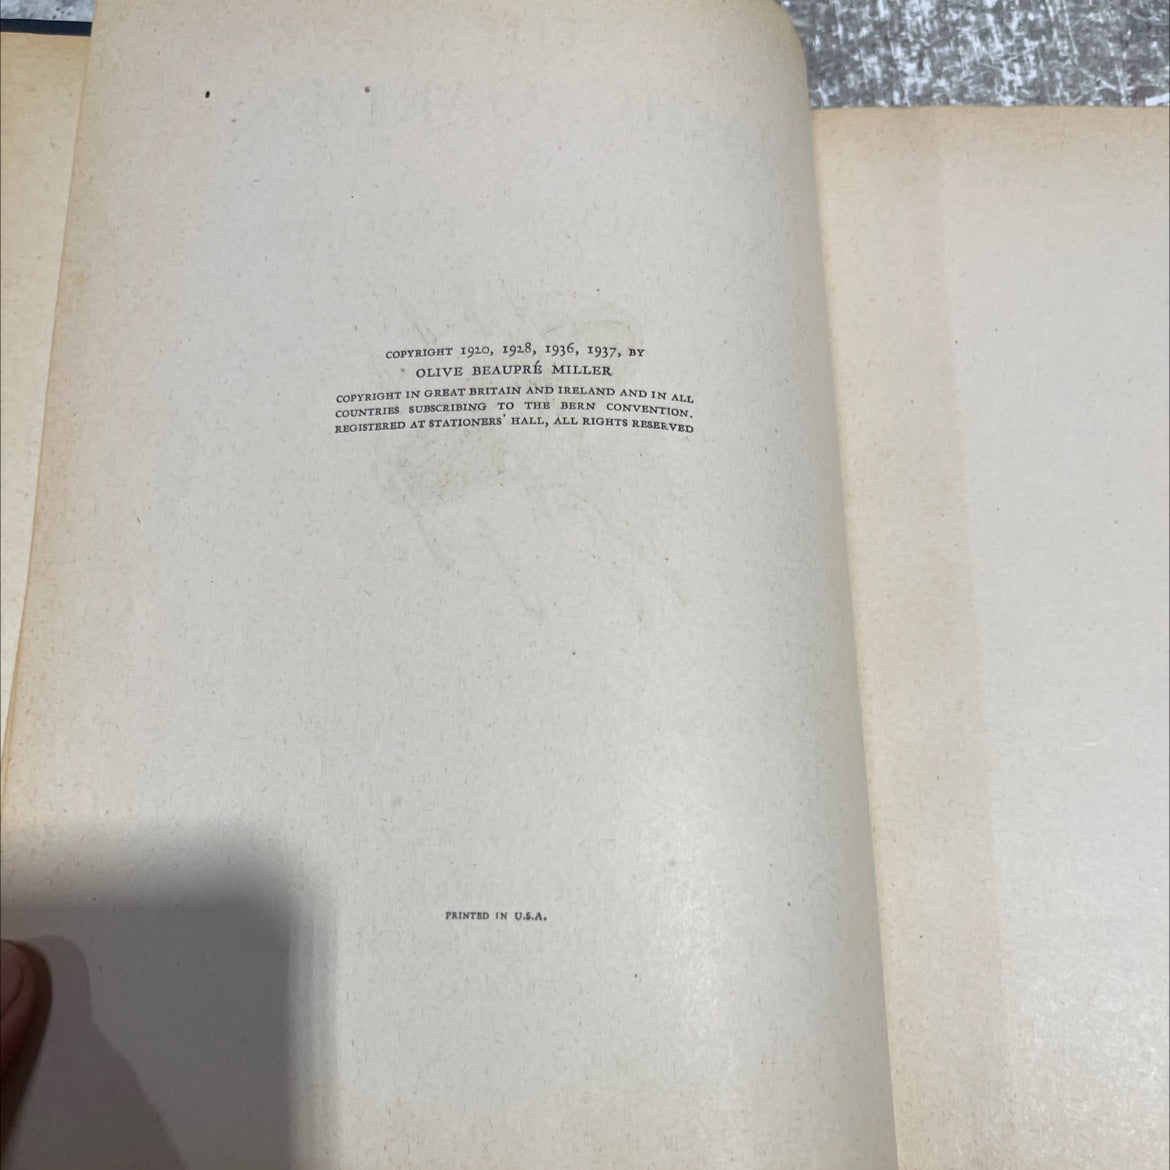 COPYRIGHT 1920, 1928, 1936, 1937, BY
OLIVE BEAUPRÉ MILLER
COPYRIGHT IN GREAT BRITAIN AND IRELAND AND IN ALL
COUNTRIES SUBSCRIBING TO THE BERN CONVENTION.
REGISTERED AT STATIONERS' HALL, ALL RIGHTS RESERVED
PRINTED IN U.S.A.